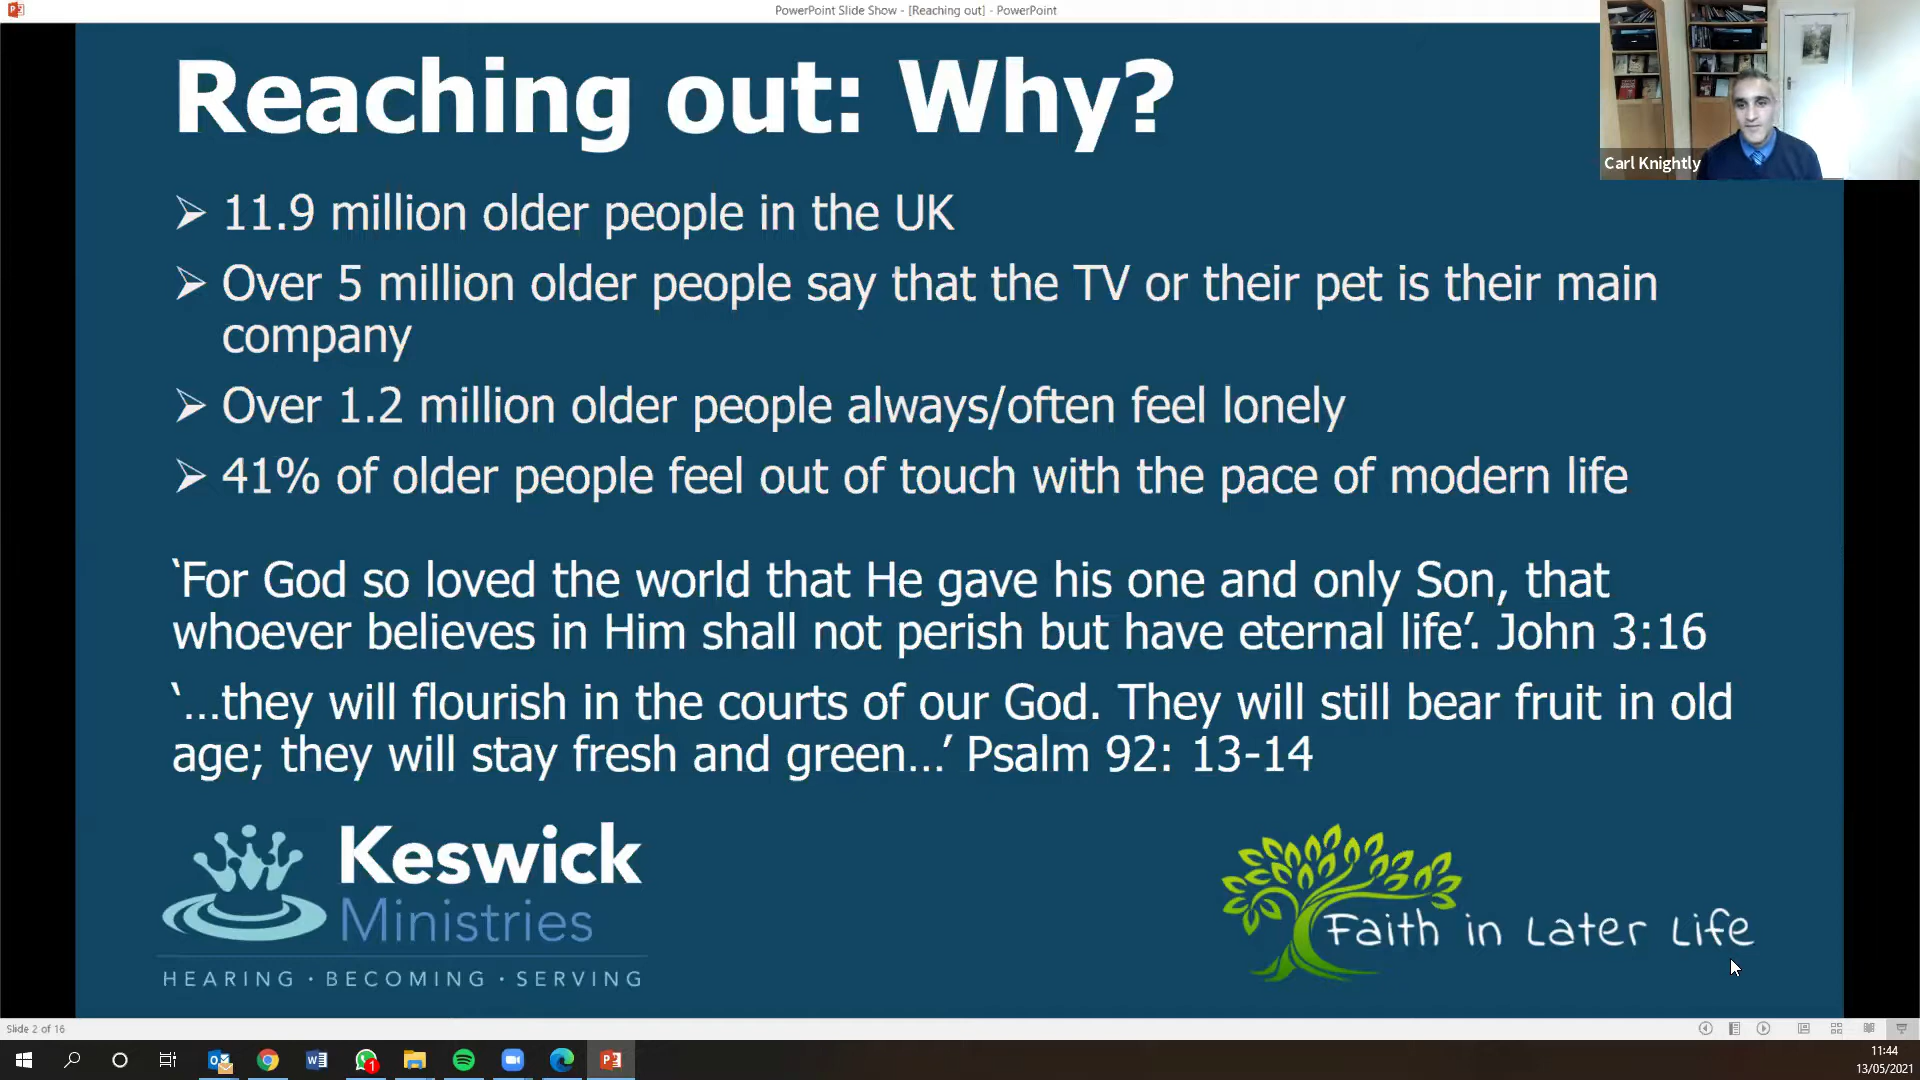 PowerPoint Slide Show - [Reaching out] - PowerPoint
Reaching out: Why?
Carl Knightly
➢ 11.9 million older people in the UK
➢ Over 5 million older people say that the TV or their pet is their main
company
➢ Over 1.2 million older people always/often feel lonely
➢ 41% of older people feel out of touch with the pace of modern life
‘For God so loved the world that He gave his one and only Son, that
whoever believes in Him shall not perish but have eternal life’. John 3:16
‘…they will flourish in the courts of our God. They will still bear fruit in old
age; they will stay fresh and green…’ Psalm 92: 13-14
Keswick
Ministries
HEARING · BECOMING · SERVING
Faith in Later Life
Slide 2 of 16
1
11:44
13/05/2021